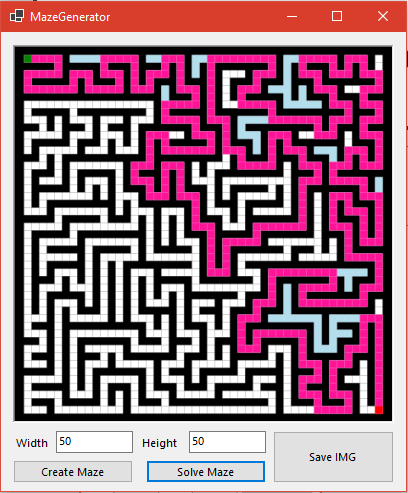 MazeGenerator
Width 50 Height 50
Save IMG
Create Maze Solve Maze